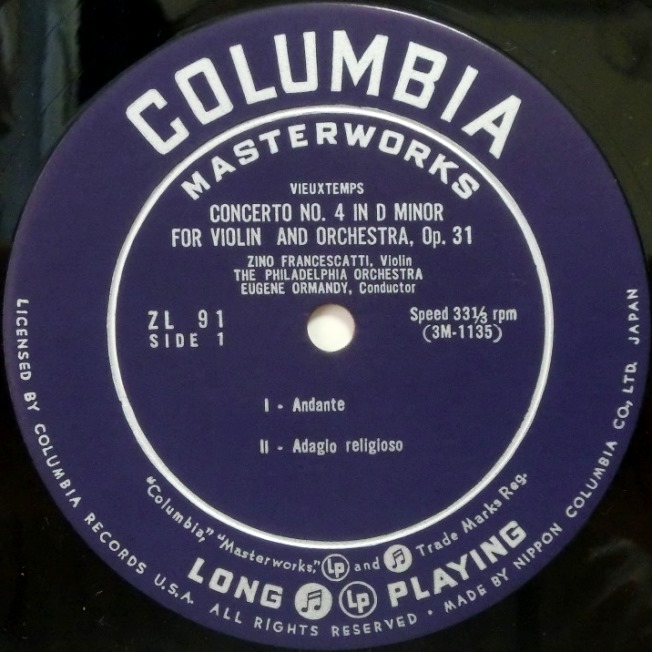 COLUMBIA
MASTERWORKS
VIEUXTEMPS
CONCERTO NO. 4 IN D MINOR
FOR VIOLIN AND ORCHESTRA, Op. 31
ZINO FRANCESCATTI, Violin
THE PHILADELPHIA ORCHESTRA
EUGENE ORMANDY, Conductor
ZL 91
SIDE 1
Speed 33⅓ rpm
(3M-1135)
I - Andante
II - Adagio religioso
"Columbia," "Masterworks," Lp and Trade Marks Reg.
LONG Lp PLAYING
LICENSED BY COLUMBIA RECORDS U.S.A. ALL RIGHTS RESERVED • MADE BY NIPPON COLUMBIA CO., LTD. JAPAN